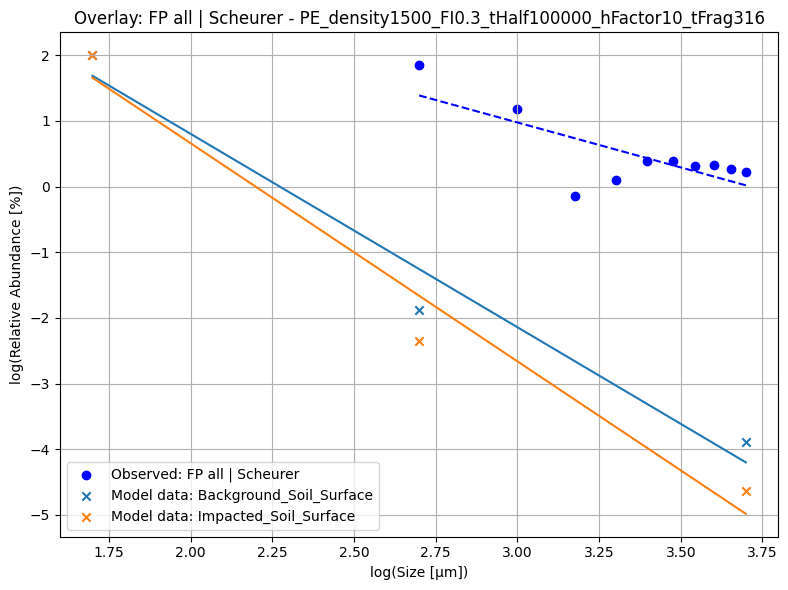 Overlay: FP all | Scheurer - PE_density1500_FI0.3_tHalf100000_hFactor10_tFrag316
log(Relative Abundance [%])
2
1
0
−1
−2
−3
−4
−5
Observed: FP all | Scheurer
Model data: Background_Soil_Surface
Model data: Impacted_Soil_Surface
1.75 2.00 2.25 2.50 2.75 3.00 3.25 3.50 3.75
log(Size [µm])